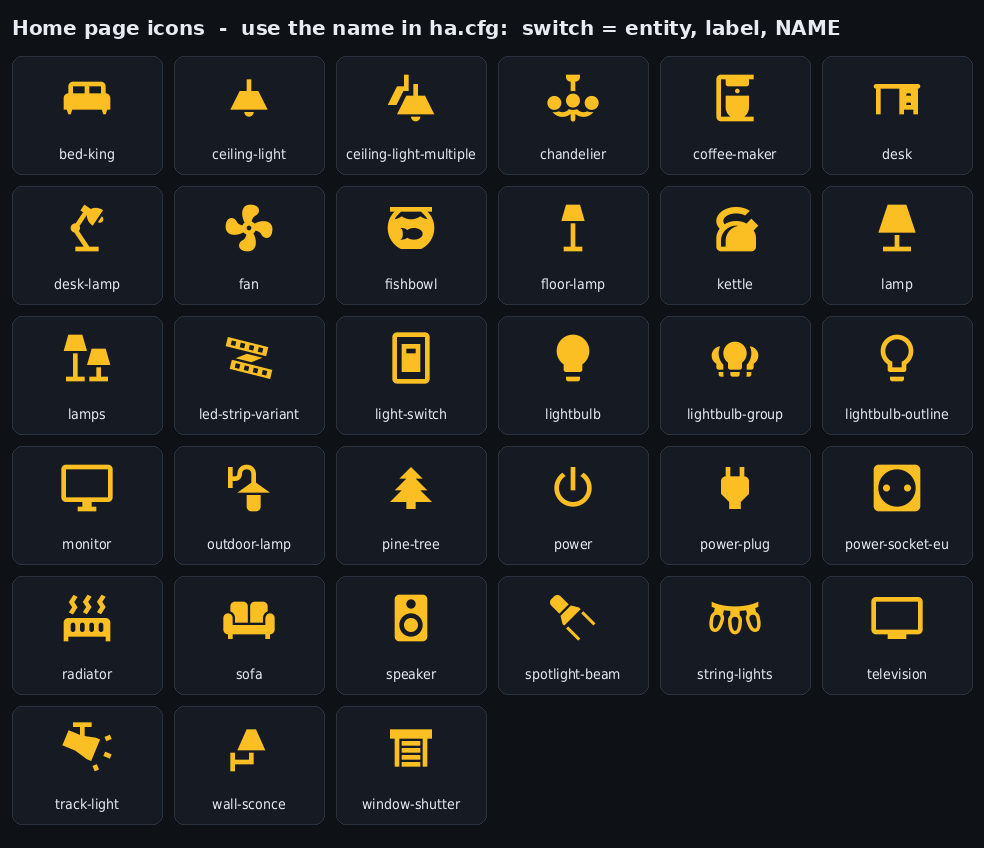 Home page icons  -  use the name in ha.cfg:  switch = entity, label, NAME
bed-king
ceiling-light
ceiling-light-multiple
chandelier
coffee-maker
desk
desk-lamp
fan
fishbowl
floor-lamp
kettle
lamp
lamps
led-strip-variant
light-switch
lightbulb
lightbulb-group
lightbulb-outline
monitor
outdoor-lamp
pine-tree
power
power-plug
power-socket-eu
radiator
sofa
speaker
spotlight-beam
string-lights
television
track-light
wall-sconce
window-shutter